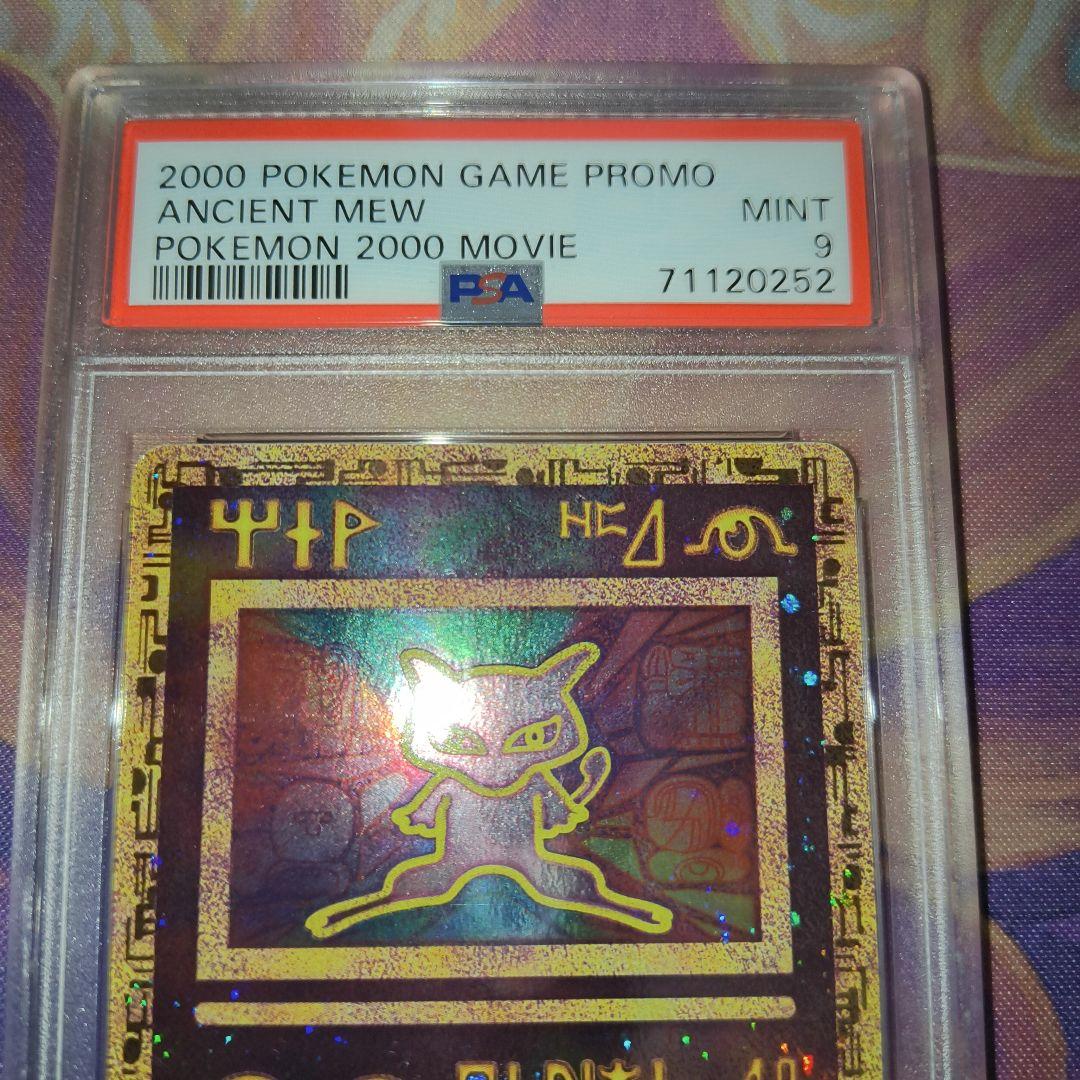 2000 POKEMON GAME PROMO
ANCIENT MEW MINT
POKEMON 2000 MOVIE 9
PSA 71120252